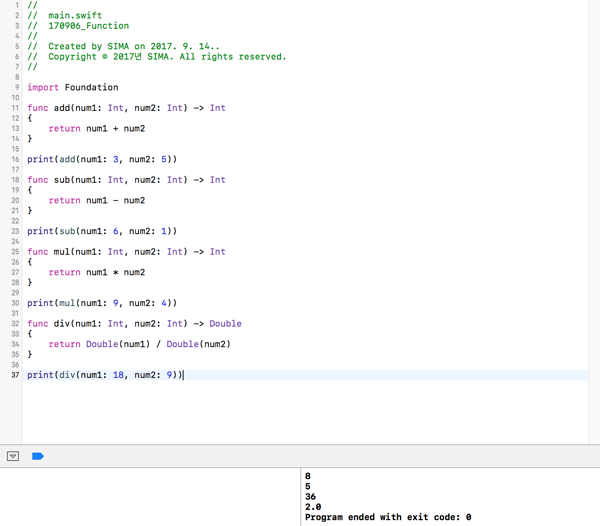 1 //
2 //  main.swift
3 //  170906_Function
4 //
5 //  Created by SIMA on 2017. 9. 14..
6 //  Copyright © 2017년 SIMA. All rights reserved.
7 //
8
9 import Foundation
10
11 func add(num1: Int, num2: Int) -> Int
12 {
13     return num1 + num2
14 }
15
16 print(add(num1: 3, num2: 5))
17
18 func sub(num1: Int, num2: Int) -> Int
19 {
20     return num1 - num2
21 }
22
23 print(sub(num1: 6, num2: 1))
24
25 func mul(num1: Int, num2: Int) -> Int
26 {
27     return num1 * num2
28 }
29
30 print(mul(num1: 9, num2: 4))
31
32 func div(num1: Int, num2: Int) -> Double
33 {
34     return Double(num1) / Double(num2)
35 }
36
37 print(div(num1: 18, num2: 9))
8
5
36
2.0
Program ended with exit code: 0